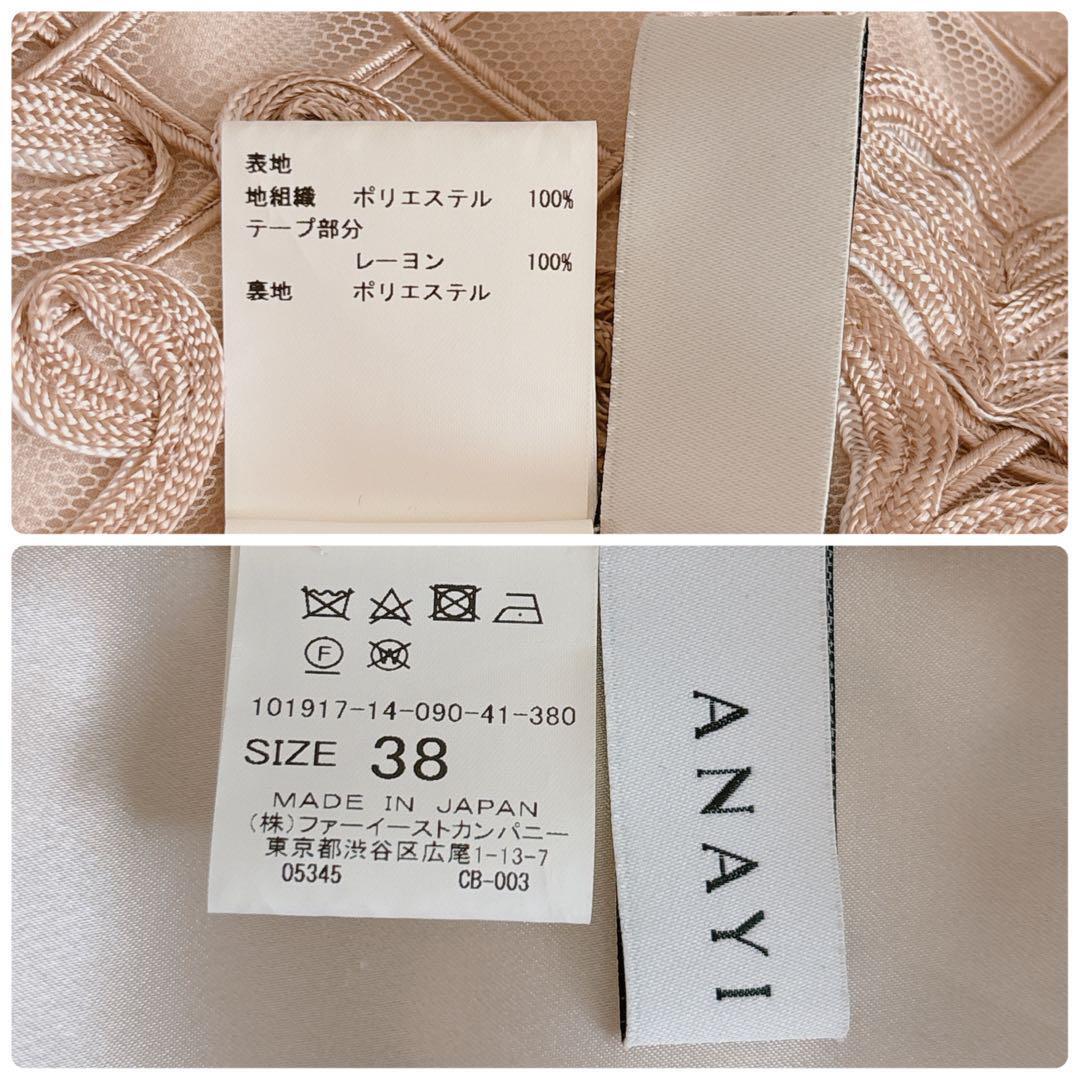 表地
地組織 ポリエステル 100%
テープ部分
レーヨン 100%
裏地 ポリエステル
F
W
101917-14-090-41-380
SIZE 38
MADE IN JAPAN
(株)ファーイーストカンパニー
東京都渋谷区広尾1-13-7
05345 CB-003
ANAYI